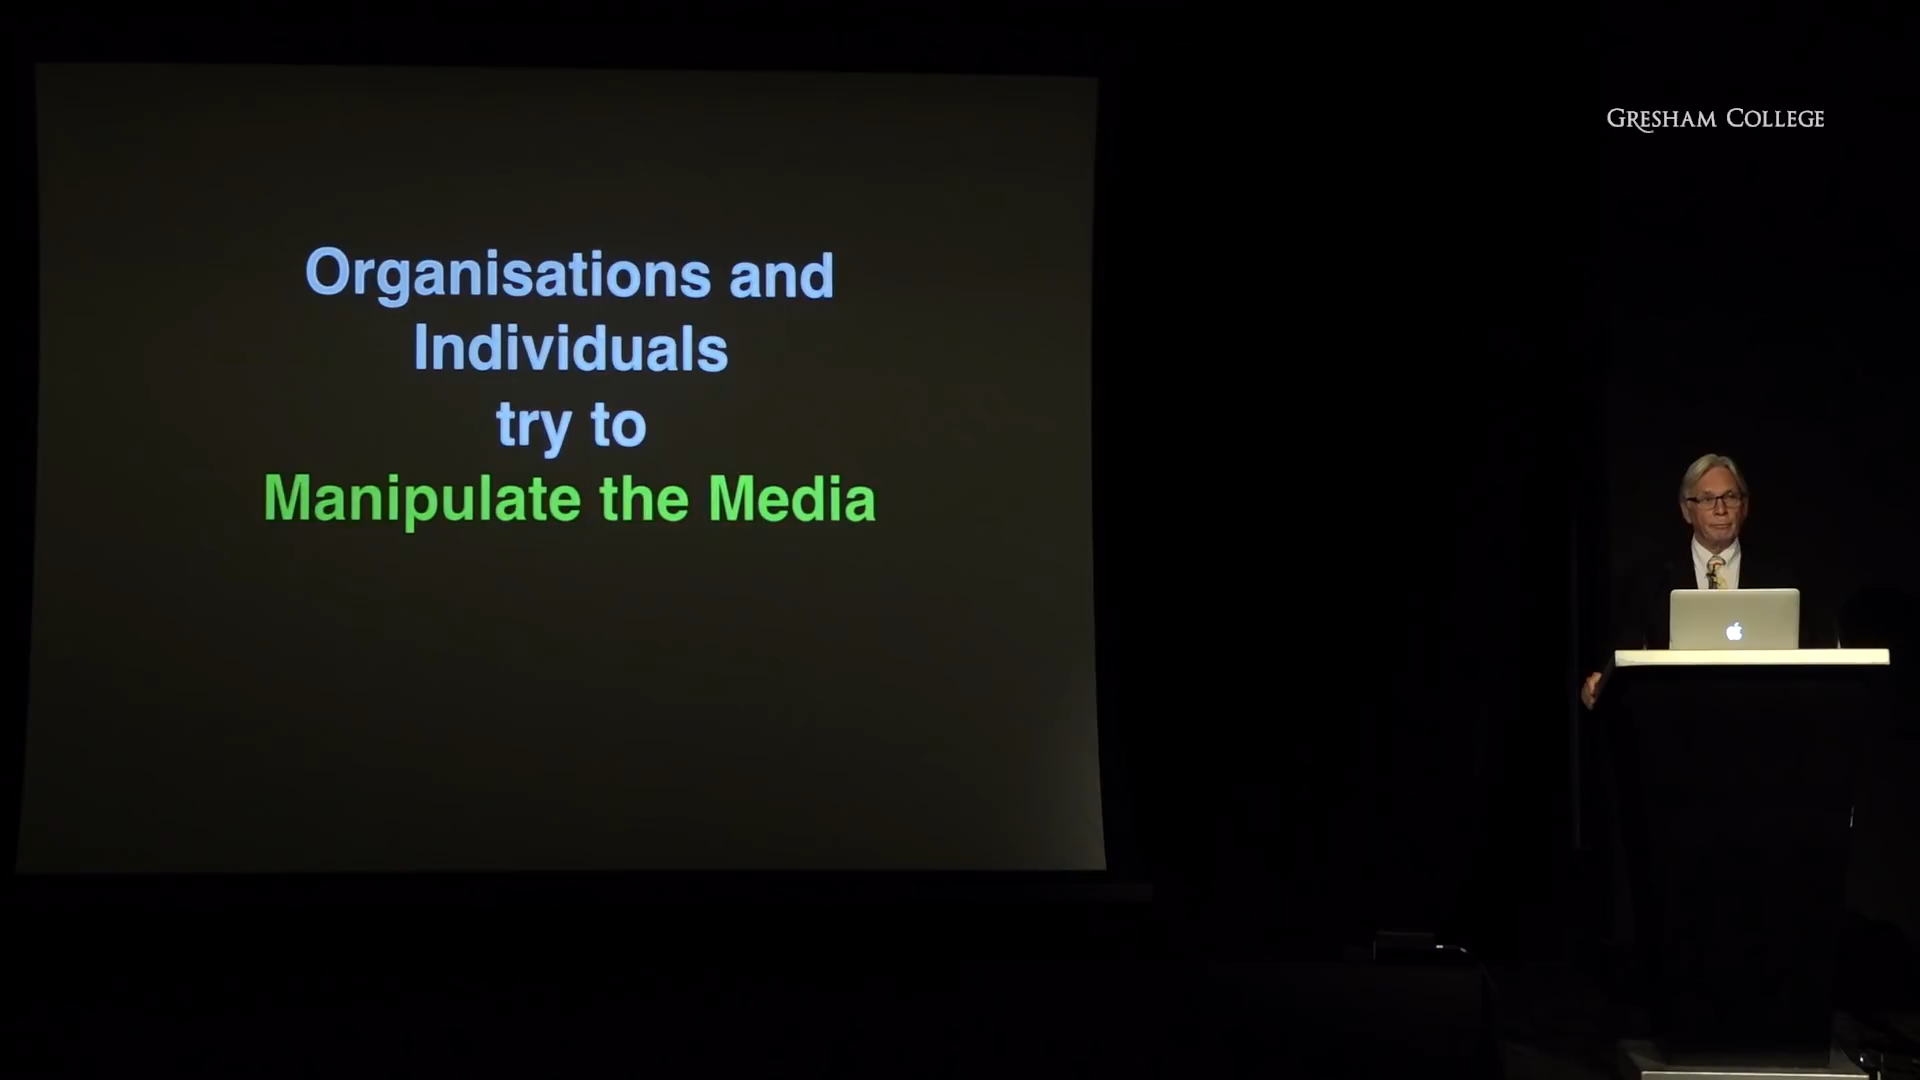 Organisations and
Individuals
try to
Manipulate the Media
GRESHAM COLLEGE